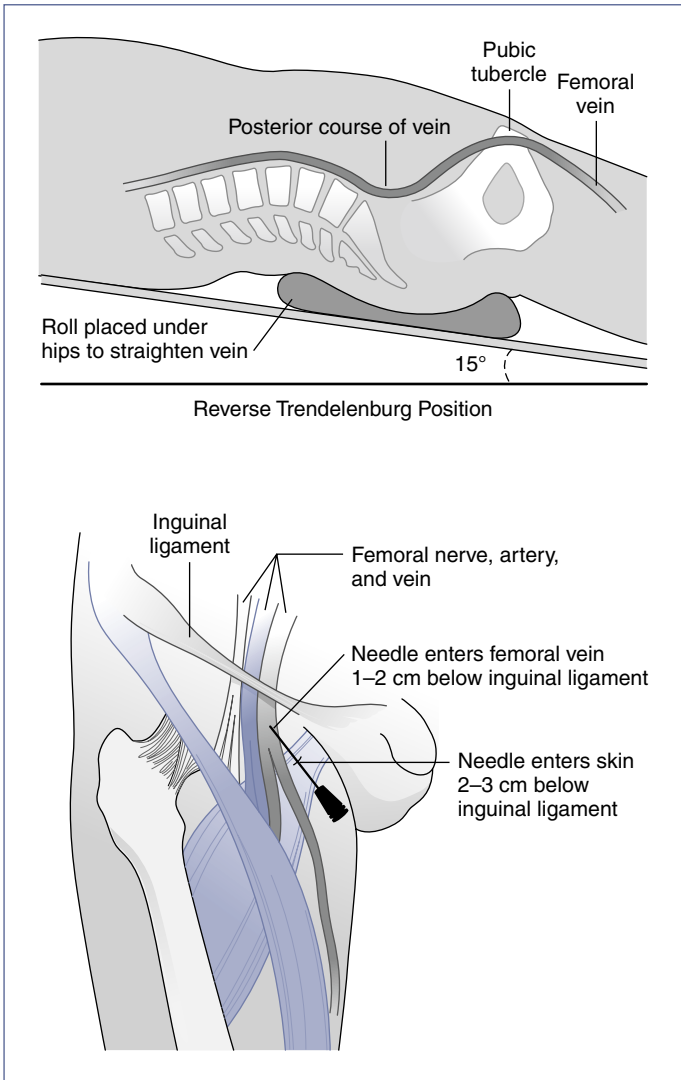 Pubic
tubercle
Femoral
vein
Posterior course of vein
Roll placed under
hips to straighten vein
15°
Reverse Trendelenburg Position
Inguinal
ligament
Femoral nerve, artery,
and vein
Needle enters femoral vein
1–2 cm below inguinal ligament
Needle enters skin
2–3 cm below
inguinal ligament